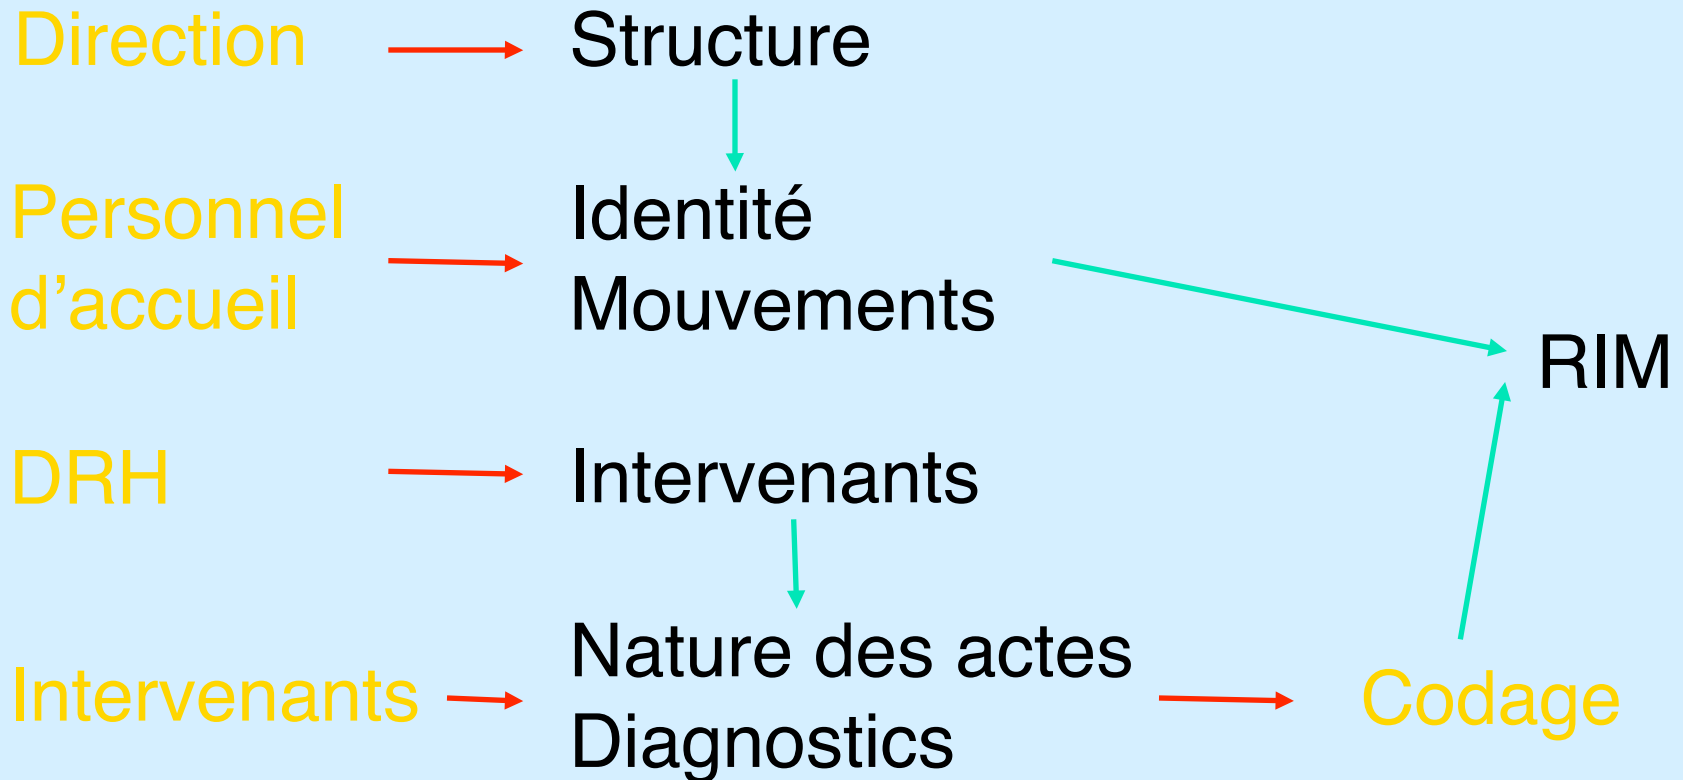 Direction
Structure
Personnel
d’accueil
Identité
Mouvements
RIM
DRH
Intervenants
Intervenants
Nature des actes
Diagnostics
Codage